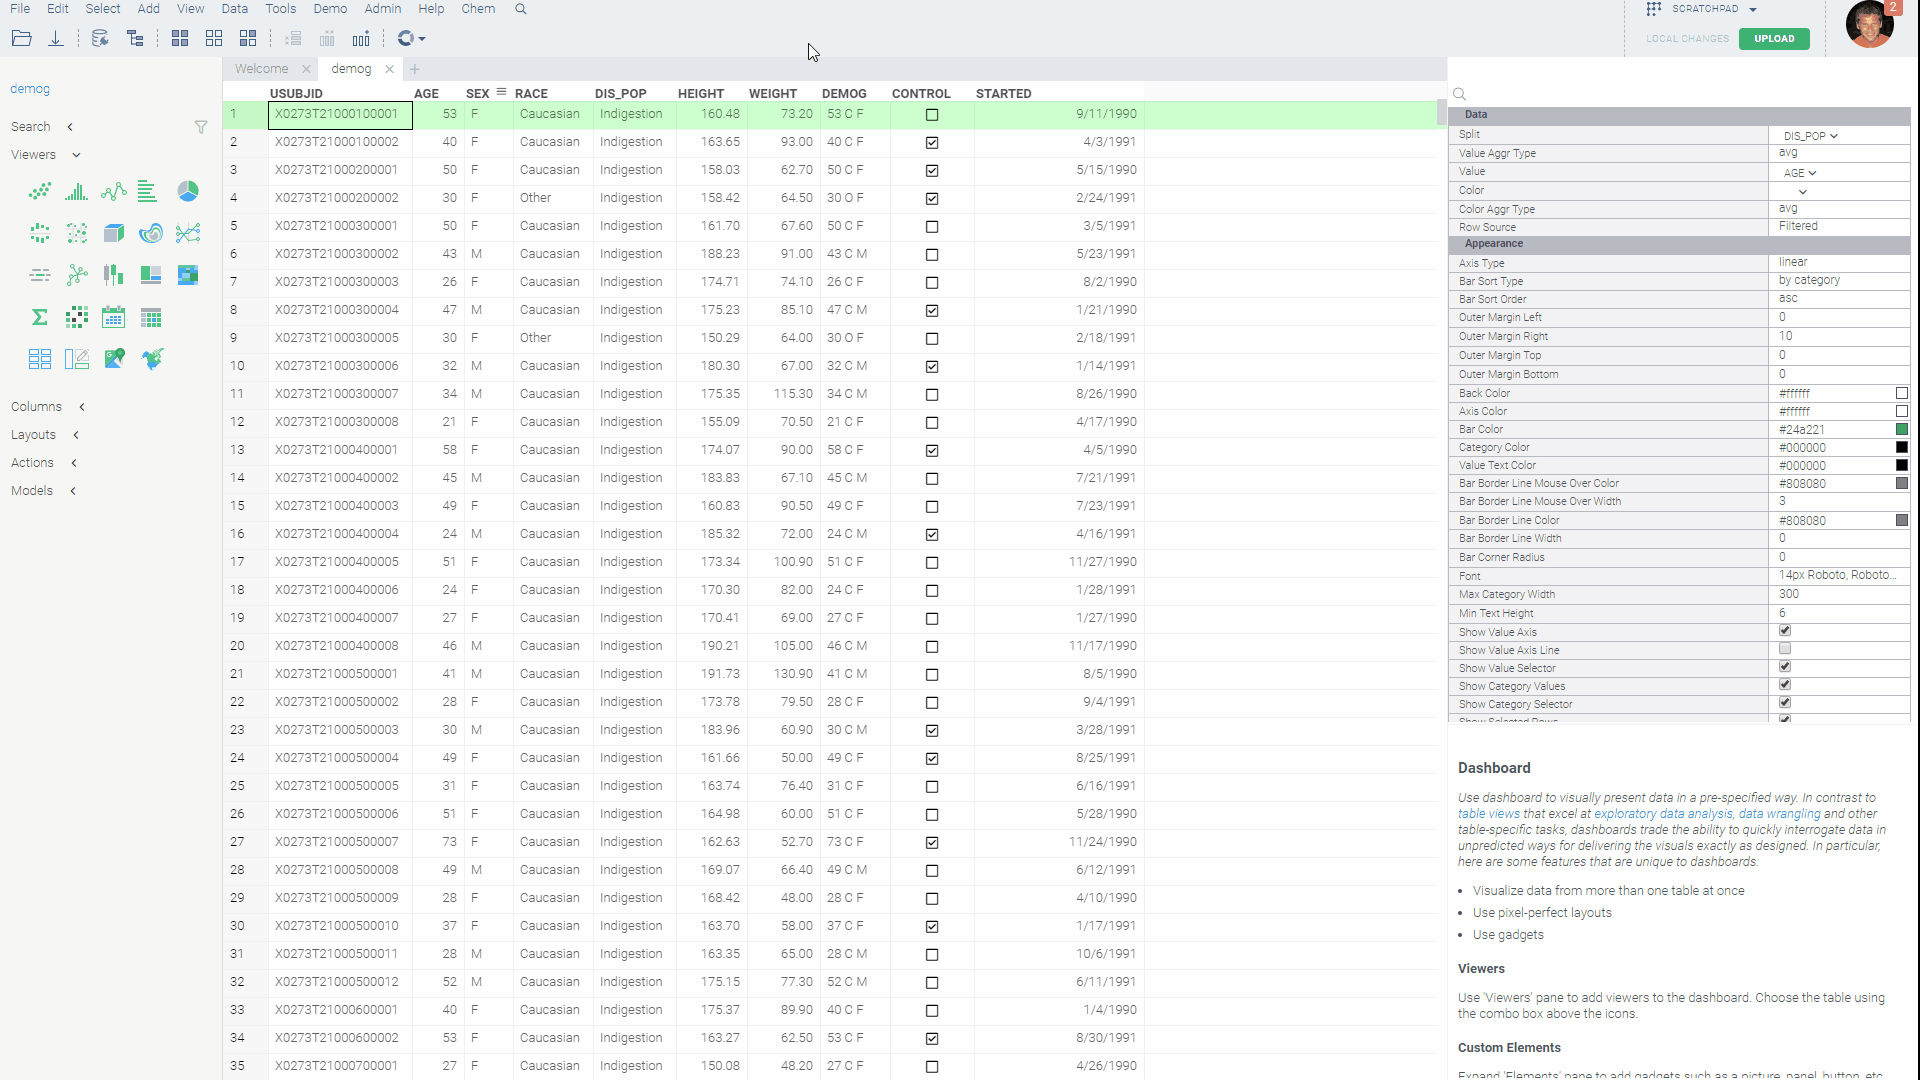 File Edit Select Add View Data Tools Demo Admin Help Chem
SCRATCHPAD
2
LOCAL CHANGES UPLOAD
Welcome demog +
demog
Search
Viewers
Columns
Layouts
Actions
Models
USUBJID AGE SEX RACE DIS_POP HEIGHT WEIGHT DEMOG CONTROL STARTED
1 X0273T21000100001 53 F Caucasian Indigestion 160.48 73.20 53 C F 9/11/1990
2 X0273T21000100002 40 F Caucasian Indigestion 163.65 93.00 40 C F 4/3/1991
3 X0273T21000200001 50 F Caucasian Indigestion 158.03 62.70 50 C F 5/15/1990
4 X0273T21000200002 30 F Other Indigestion 158.42 64.50 30 O F 2/24/1991
5 X0273T21000300001 50 F Caucasian Indigestion 161.70 67.60 50 C F 3/5/1991
6 X0273T21000300002 43 M Caucasian Indigestion 188.23 91.00 43 C M 5/23/1991
7 X0273T21000300003 26 F Caucasian Indigestion 174.71 74.10 26 C F 8/2/1990
8 X0273T21000300004 47 M Caucasian Indigestion 175.23 85.10 47 C M 1/21/1990
9 X0273T21000300005 30 F Other Indigestion 150.29 64.00 30 O F 2/18/1991
10 X0273T21000300006 32 M Caucasian Indigestion 180.30 67.00 32 C M 1/14/1991
11 X0273T21000300007 34 M Caucasian Indigestion 175.35 115.30 34 C M 8/26/1990
12 X0273T21000300008 21 F Caucasian Indigestion 155.09 70.50 21 C F 4/17/1990
13 X0273T21000400001 58 F Caucasian Indigestion 174.07 90.00 58 C F 4/5/1990
14 X0273T21000400002 45 M Caucasian Indigestion 183.83 67.10 45 C M 7/21/1991
15 X0273T21000400003 49 F Caucasian Indigestion 160.83 90.50 49 C F 7/23/1991
16 X0273T21000400004 24 M Caucasian Indigestion 185.32 72.00 24 C M 4/16/1991
17 X0273T21000400005 51 F Caucasian Indigestion 173.34 100.90 51 C F 11/27/1990
18 X0273T21000400006 24 F Caucasian Indigestion 170.30 82.00 24 C F 1/28/1991
19 X0273T21000400007 27 F Caucasian Indigestion 170.41 69.00 27 C F 1/27/1990
20 X0273T21000400008 46 M Caucasian Indigestion 190.21 105.00 46 C M 11/17/1990
21 X0273T21000500001 41 M Caucasian Indigestion 191.73 130.90 41 C M 8/5/1990
22 X0273T21000500002 28 F Caucasian Indigestion 173.78 79.50 28 C F 9/4/1991
23 X0273T21000500003 30 M Caucasian Indigestion 183.96 60.90 30 C M 3/28/1991
24 X0273T21000500004 49 F Caucasian Indigestion 161.66 50.00 49 C F 8/25/1991
25 X0273T21000500005 31 F Caucasian Indigestion 163.74 76.40 31 C F 6/16/1991
26 X0273T21000500006 51 F Caucasian Indigestion 164.98 60.00 51 C F 5/28/1990
27 X0273T21000500007 73 F Caucasian Indigestion 162.63 52.70 73 C F 11/24/1990
28 X0273T21000500008 49 M Caucasian Indigestion 169.07 66.40 49 C M 6/12/1991
29 X0273T21000500009 28 F Caucasian Indigestion 168.42 48.00 28 C F 4/10/1990
30 X0273T21000500010 37 F Caucasian Indigestion 163.70 58.00 37 C F 1/17/1991
31 X0273T21000500011 28 M Caucasian Indigestion 163.35 65.00 28 C M 10/6/1991
32 X0273T21000500012 52 M Caucasian Indigestion 175.15 77.30 52 C M 6/11/1991
33 X0273T21000600001 40 F Caucasian Indigestion 175.37 89.90 40 C F 1/4/1990
34 X0273T21000600002 53 F Caucasian Indigestion 163.27 62.50 53 C F 8/30/1991
35 X0273T21000700001 27 F Caucasian Indigestion 150.08 48.20 27 C F 4/26/1990
Data
Split DIS_POP
Value Aggr Type avg
Value AGE
Color
Color Aggr Type avg
Row Source Filtered
Appearance
Axis Type linear
Bar Sort Type by category
Bar Sort Order asc
Outer Margin Left 0
Outer Margin Right 10
Outer Margin Top 0
Outer Margin Bottom 0
Back Color #ffffff
Axis Color #ffffff
Bar Color #24a221
Category Color #000000
Value Text Color #000000
Bar Border Line Mouse Over Color #808080
Bar Border Line Mouse Over Width 3
Bar Border Line Color #808080
Bar Border Line Width 0
Bar Corner Radius 0
Font 14px Roboto, Roboto...
Max Category Width 300
Min Text Height 6
Show Value Axis
Show Value Axis Line
Show Value Selector
Show Category Values
Show Category Selector
Show Selected Rows
Dashboard
Use dashboard to visually present data in a pre-specified way. In contrast to
table views that excel at exploratory data analysis, data wrangling and other
table-specific tasks, dashboards trade the ability to quickly interrogate data in
unpredicted ways for delivering the visuals exactly as designed. In particular,
here are some features that are unique to dashboards:
• Visualize data from more than one table at once
• Use pixel-perfect layouts
• Use gadgets
Viewers
Use 'Viewers' pane to add viewers to the dashboard. Choose the table using
the combo box above the icons.
Custom Elements
Expand 'Elements' pane to add gadgets such as a picture, panel, button, etc